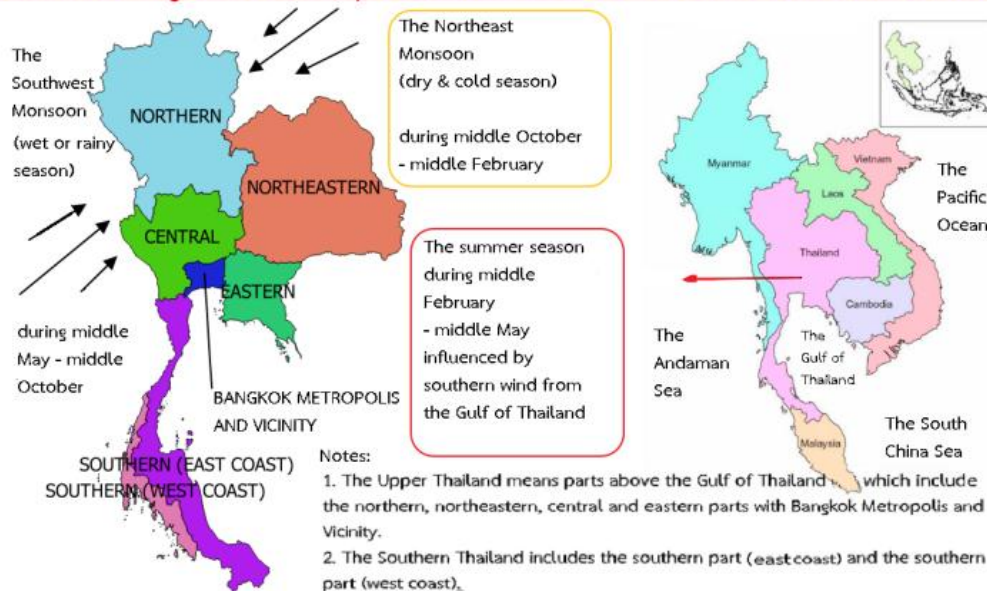 The
Southwest
Monsoon
(wet or rainy
season)
NORTHERN
NORTHEASTERN
CENTRAL
EASTERN
during middle
May - middle
October
BANGKOK METROPOLIS
AND VICINITY
SOUTHERN (EAST COAST)
SOUTHERN (WEST COAST)
The Northeast
Monsoon
(dry & cold season)
during middle October
- middle February
The summer season
during middle
February
- middle May
influenced by
southern wind from
the Gulf of Thailand
Myanmar
Vietnam
Laos
Thailand
Cambodia
Malaysia
The
Pacific
Ocean
The
Andaman
Sea
The
Gulf of
Thailand
The South
China Sea
Notes:
1. The Upper Thailand means parts above the Gulf of Thailand which include
the northern, northeastern, central and eastern parts with Bangkok Metropolis and
Vicinity.
2. The Southern Thailand includes the southern part (east coast) and the southern
part (west coast).